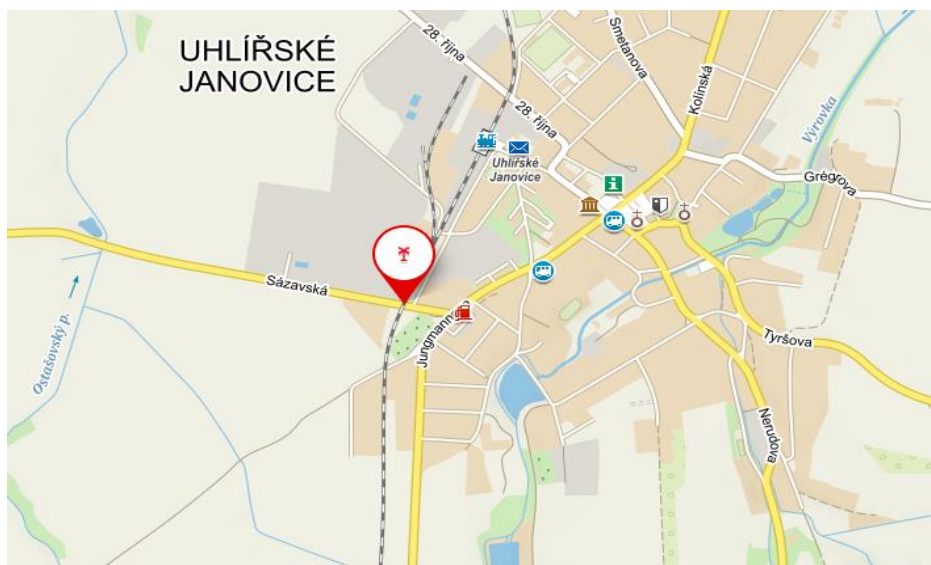 UHLÍŘSKÉ
JANOVICE
28. října
Smetanova
Kolínská
28. října
Výrovka
Uhlířské
Janovice
Grégrova
Sázavská
Ostašovský p.
Jungmannova
Tyršova
Nerudova